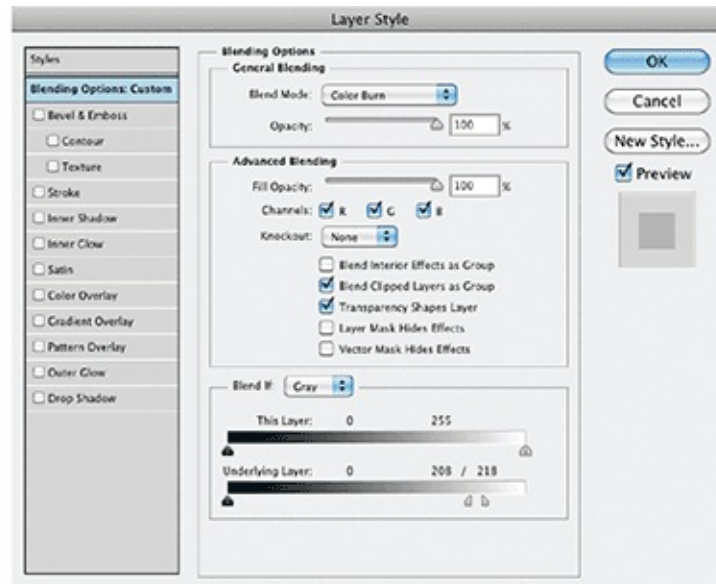 Layer Style
Styles
Blending Options: Custom
Bevel & Emboss
Contour
Texture
Stroke
Inner Shadow
Inner Glow
Satin
Color Overlay
Gradient Overlay
Pattern Overlay
Outer Glow
Drop Shadow
Blending Options
General Blending
Blend Mode: Color Burn
Opacity: 100 %
Advanced Blending
Fill Opacity: 100 %
Channels: R G B
Knockout: None
Blend Interior Effects as Group
Blend Clipped Layers as Group
Transparency Shapes Layer
Layer Mask Hides Effects
Vector Mask Hides Effects
Blend If: Gray
This Layer: 0 255
Underlying Layer: 0 208 / 218
OK
Cancel
New Style...
Preview